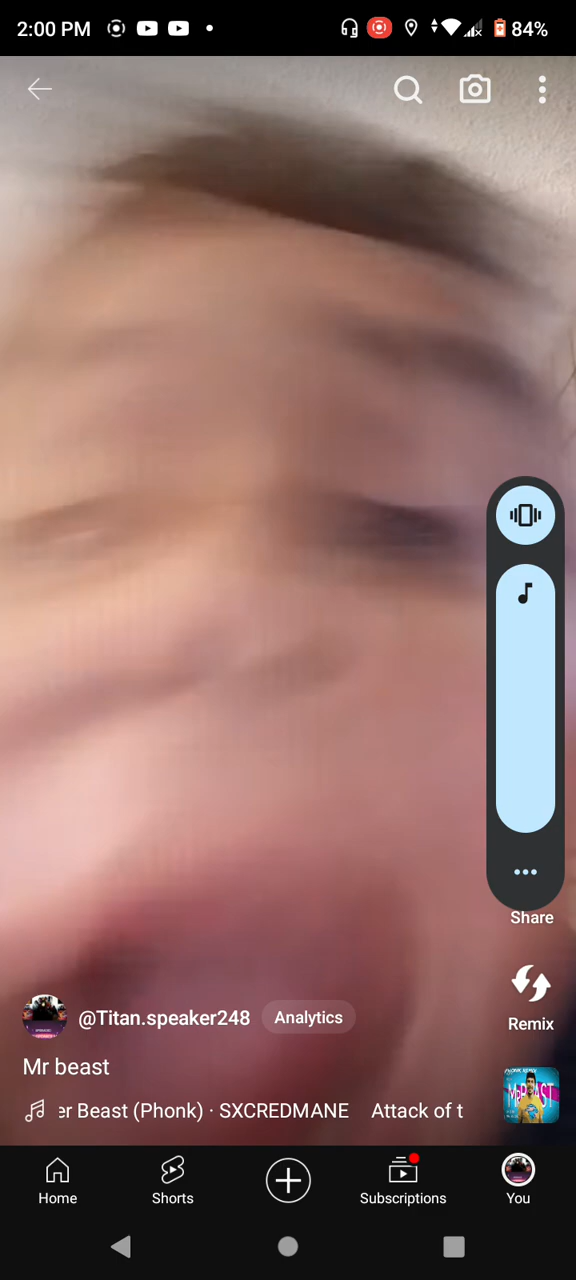 2:00 PM
84%
Share
@Titan.speaker248 Analytics
Remix
Mr beast
er Beast (Phonk) · SXCREDMANE Attack of t
Home
Shorts
Subscriptions
You